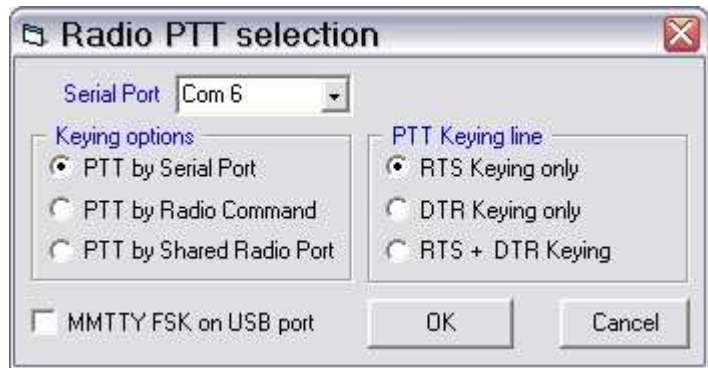 Radio PTT selection
Serial Port Com 6
Keying options
PTT by Serial Port
PTT by Radio Command
PTT by Shared Radio Port
PTT Keying line
RTS Keying only
DTR Keying only
RTS + DTR Keying
MMTTY FSK on USB port
OK
Cancel